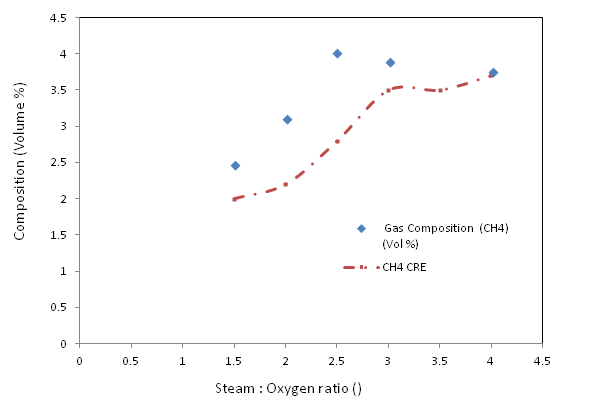 4.5
4
3.5
3
2.5
2
1.5
1
0.5
0
Composition (Volume %)
Gas Composition (CH4)
(Vol %)
CH4 CRE
0 0.5 1 1.5 2 2.5 3 3.5 4 4.5
Steam : Oxygen ratio ()